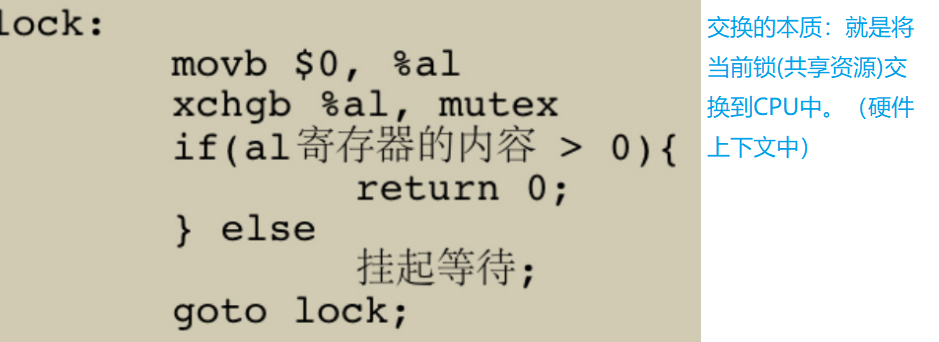 lock:
movb $0, %al
xchgb %al, mutex
if(al寄存器的内容 > 0){
return 0;
} else
挂起等待;
goto lock;
交换的本质：就是将
当前锁(共享资源)交
换到CPU中。（硬件
上下文中）